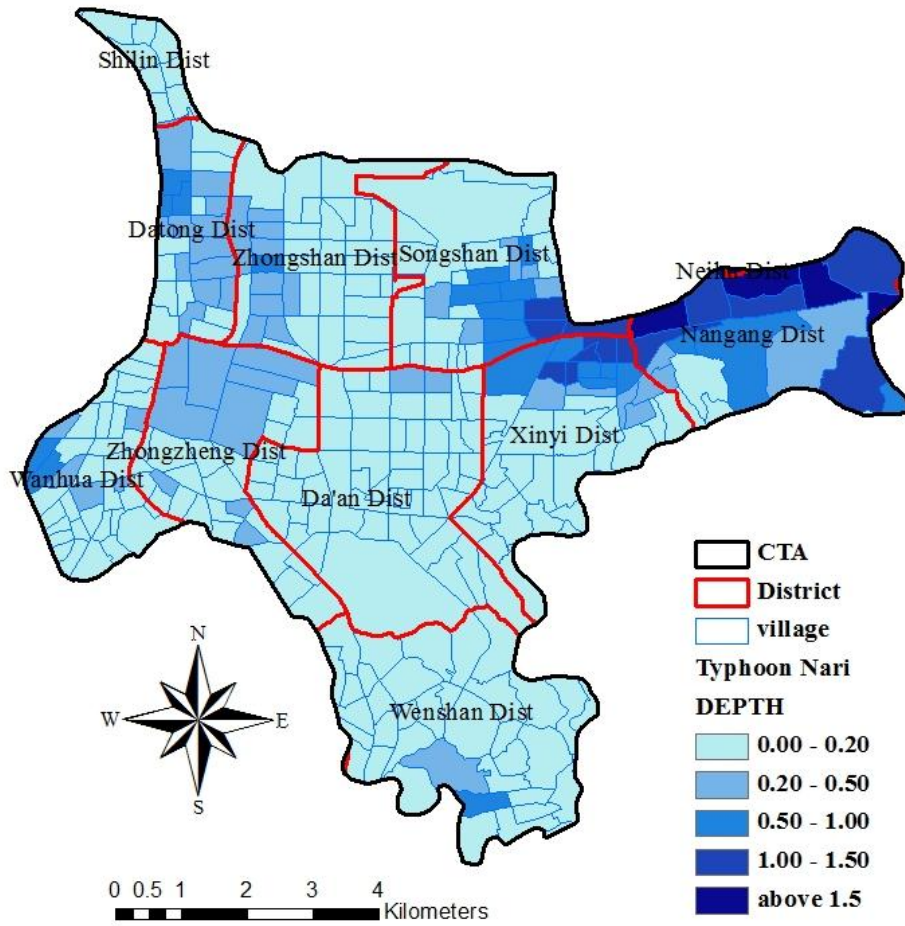 Shilin Dist
Datong Dist
Zhongshan Dist
Songshan Dist
Neihu Dist
Nangang Dist
Xinyi Dist
Zhongzheng Dist
Wanhua Dist
Da'an Dist
Wenshan Dist
N
W
E
S
0 0.5 1 2 3 4
Kilometers
CTA
District
village
Typhoon Nari
DEPTH
0.00 - 0.20
0.20 - 0.50
0.50 - 1.00
1.00 - 1.50
above 1.5